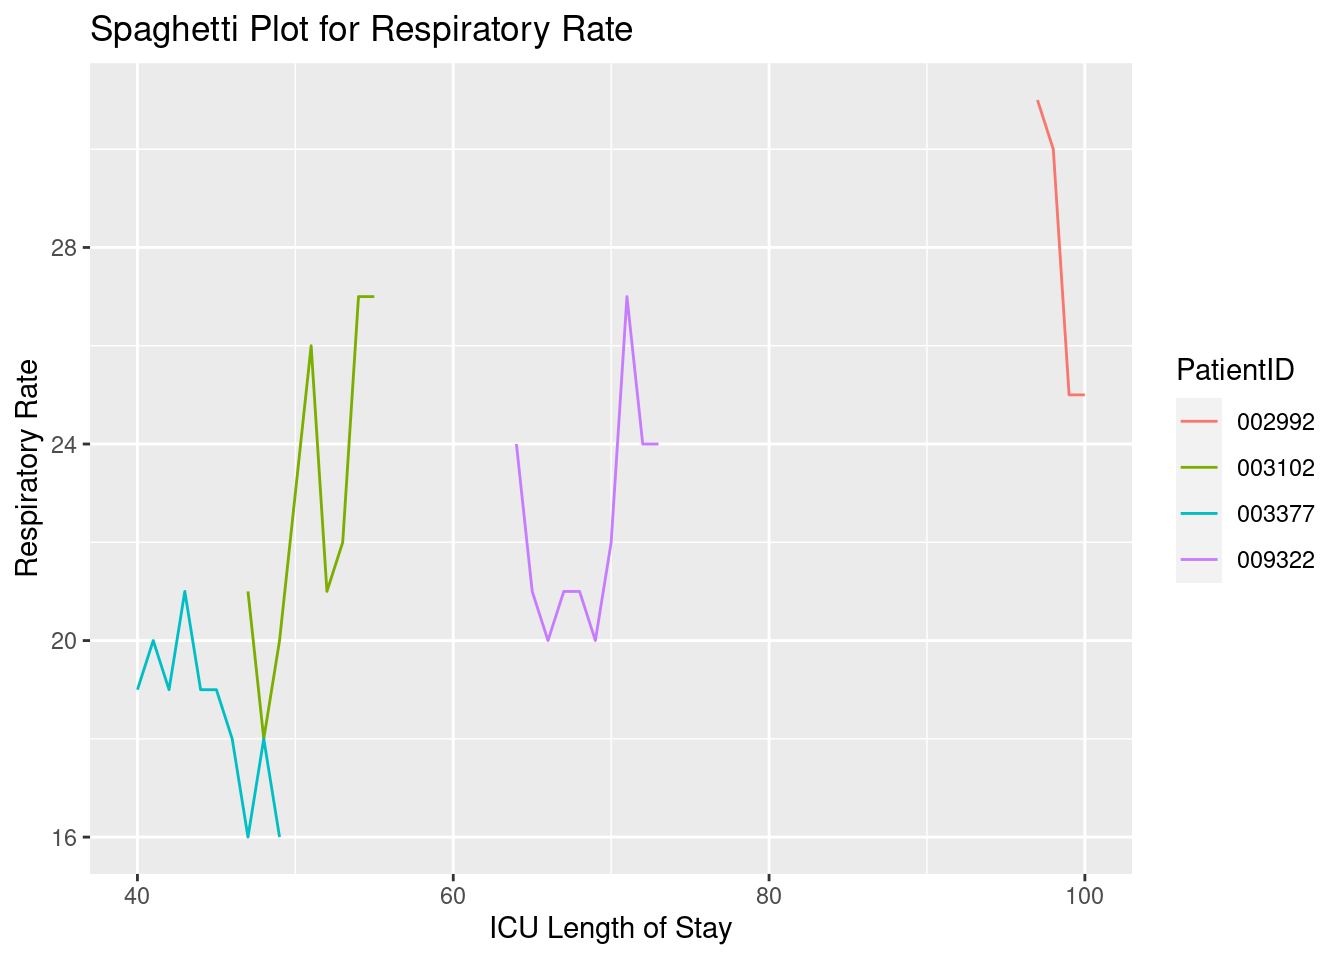 Spaghetti Plot for Respiratory Rate
Respiratory Rate
28
24
20
16
40 60 80 100
ICU Length of Stay
PatientID
002992
003102
003377
009322